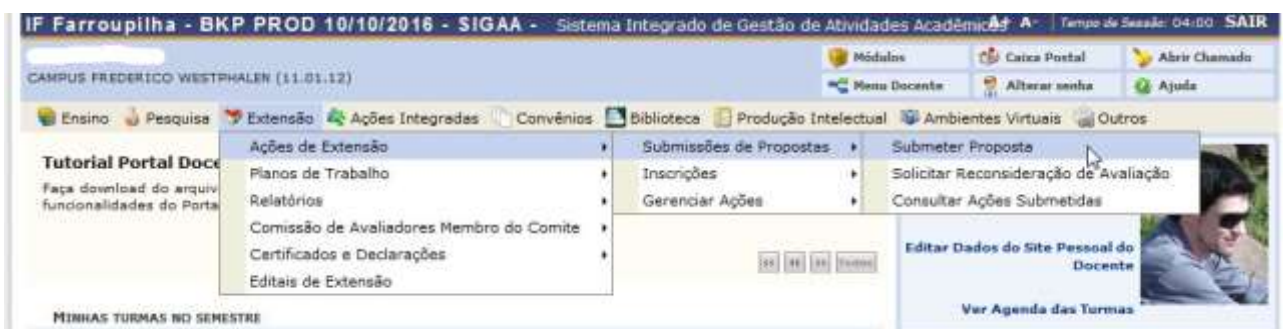 IF Farroupilha - BKP PROD 10/10/2016 - SIGAA - Sistema Integrado de Gestão de Atividades Acadêmicas A+ A- Tempo de Sessão: 04:00 SAIR
Módulos Caixa Postal Abrir Chamado
CAMPUS FREDERICO WESTPHALEN (11.01.12)
Menu Docente Alterar senha Ajuda
Ensino Pesquisa Extensão Ações Integradas Convênios Biblioteca Produção Intelectual Ambientes Virtuais Outros
Ações de Extensão Submissões de Propostas Submeter Proposta
Tutorial Portal Doce
Planos de Trabalho Inscrições Solicitar Reconsideração de Avaliação
Faça download do arquiv
funcionalidades do Porta
Relatórios Gerenciar Ações Consultar Ações Submetidas
Comissão de Avaliadores Membro do Comite
Certificados e Declarações
Editar Dados do Site Pessoal do
Docente
Editais de Extensão
Ver Agenda das Turmas
MINHAS TURMAS NO SEMESTRE